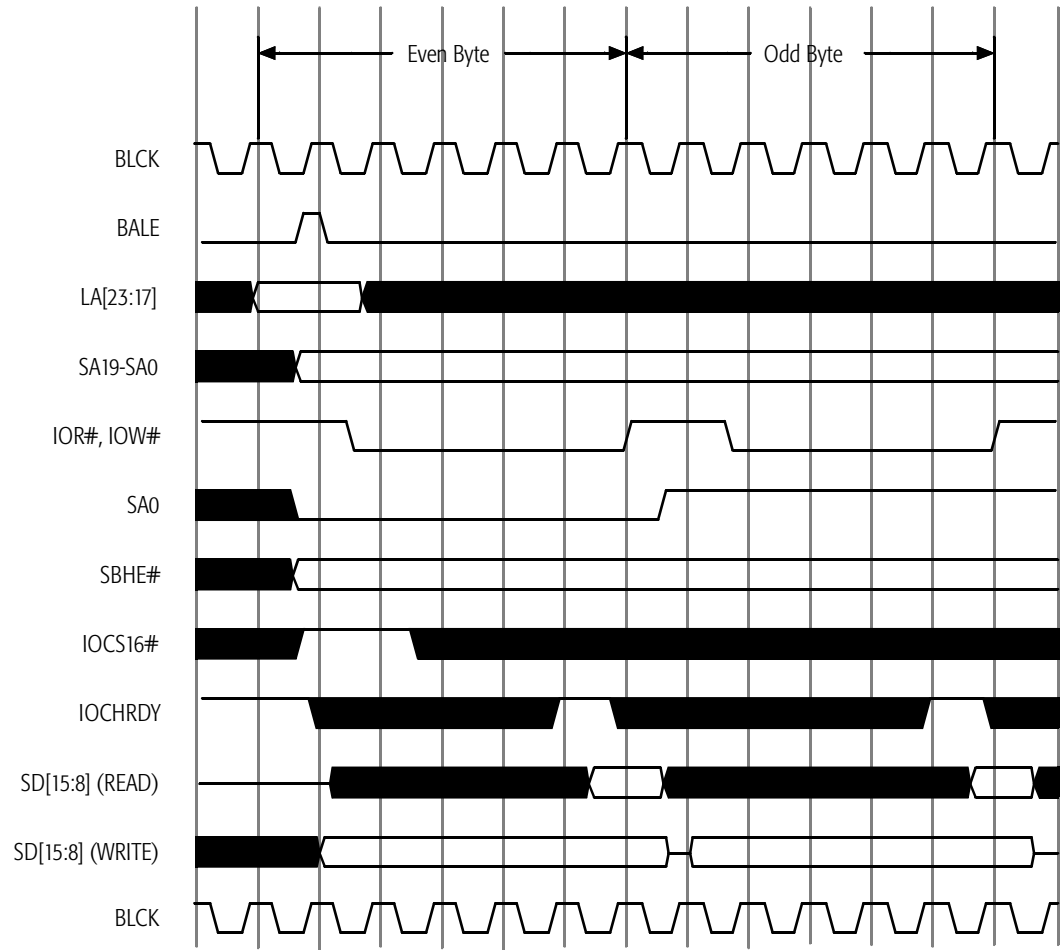 Even Byte
Odd Byte
BLCK
BALE
LA[23:17]
SA19-SA0
IOR#, IOW#
SA0
SBHE#
IOCS16#
IOCHRDY
SD[15:8] (READ)
SD[15:8] (WRITE)
BLCK